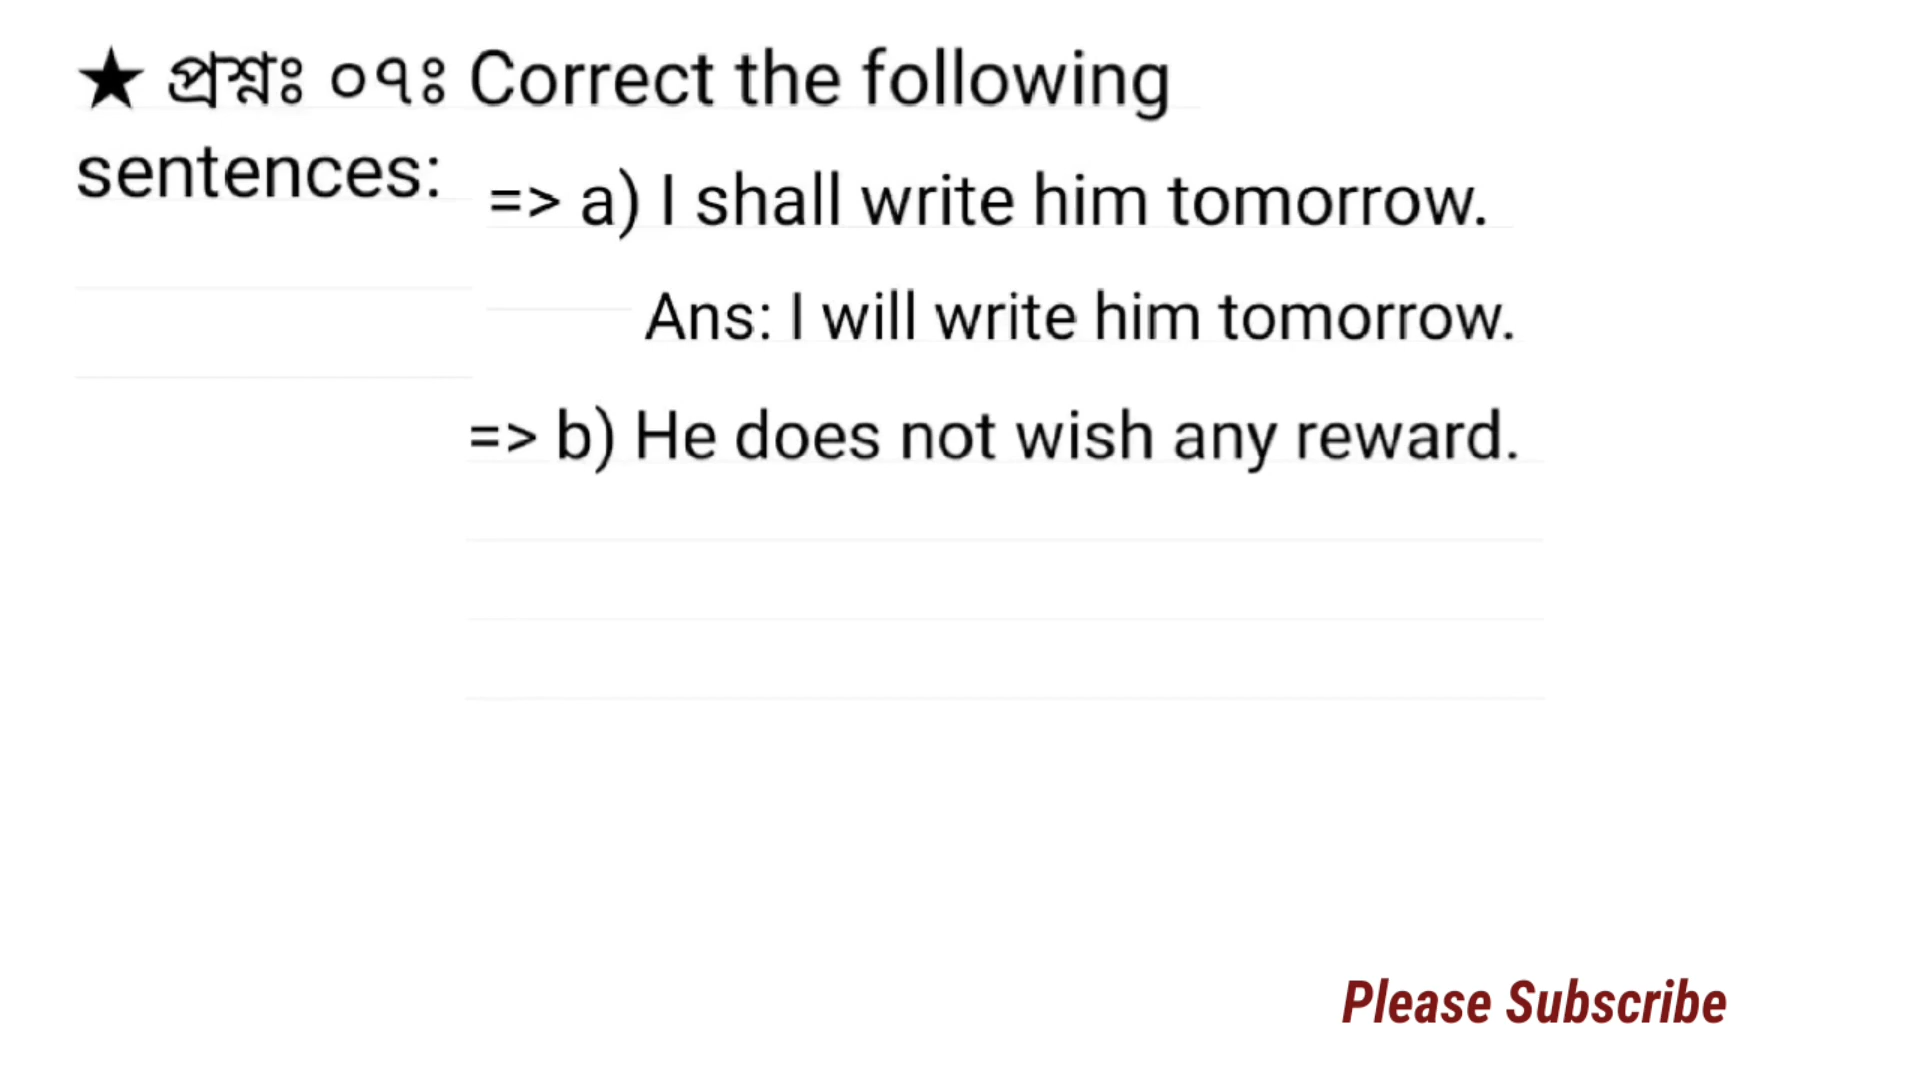 ★ প্রশ্নঃ ০৭ঃ Correct the following
sentences:
=> a) I shall write him tomorrow.
Ans: I will write him tomorrow.
=> b) He does not wish any reward.
Please Subscribe